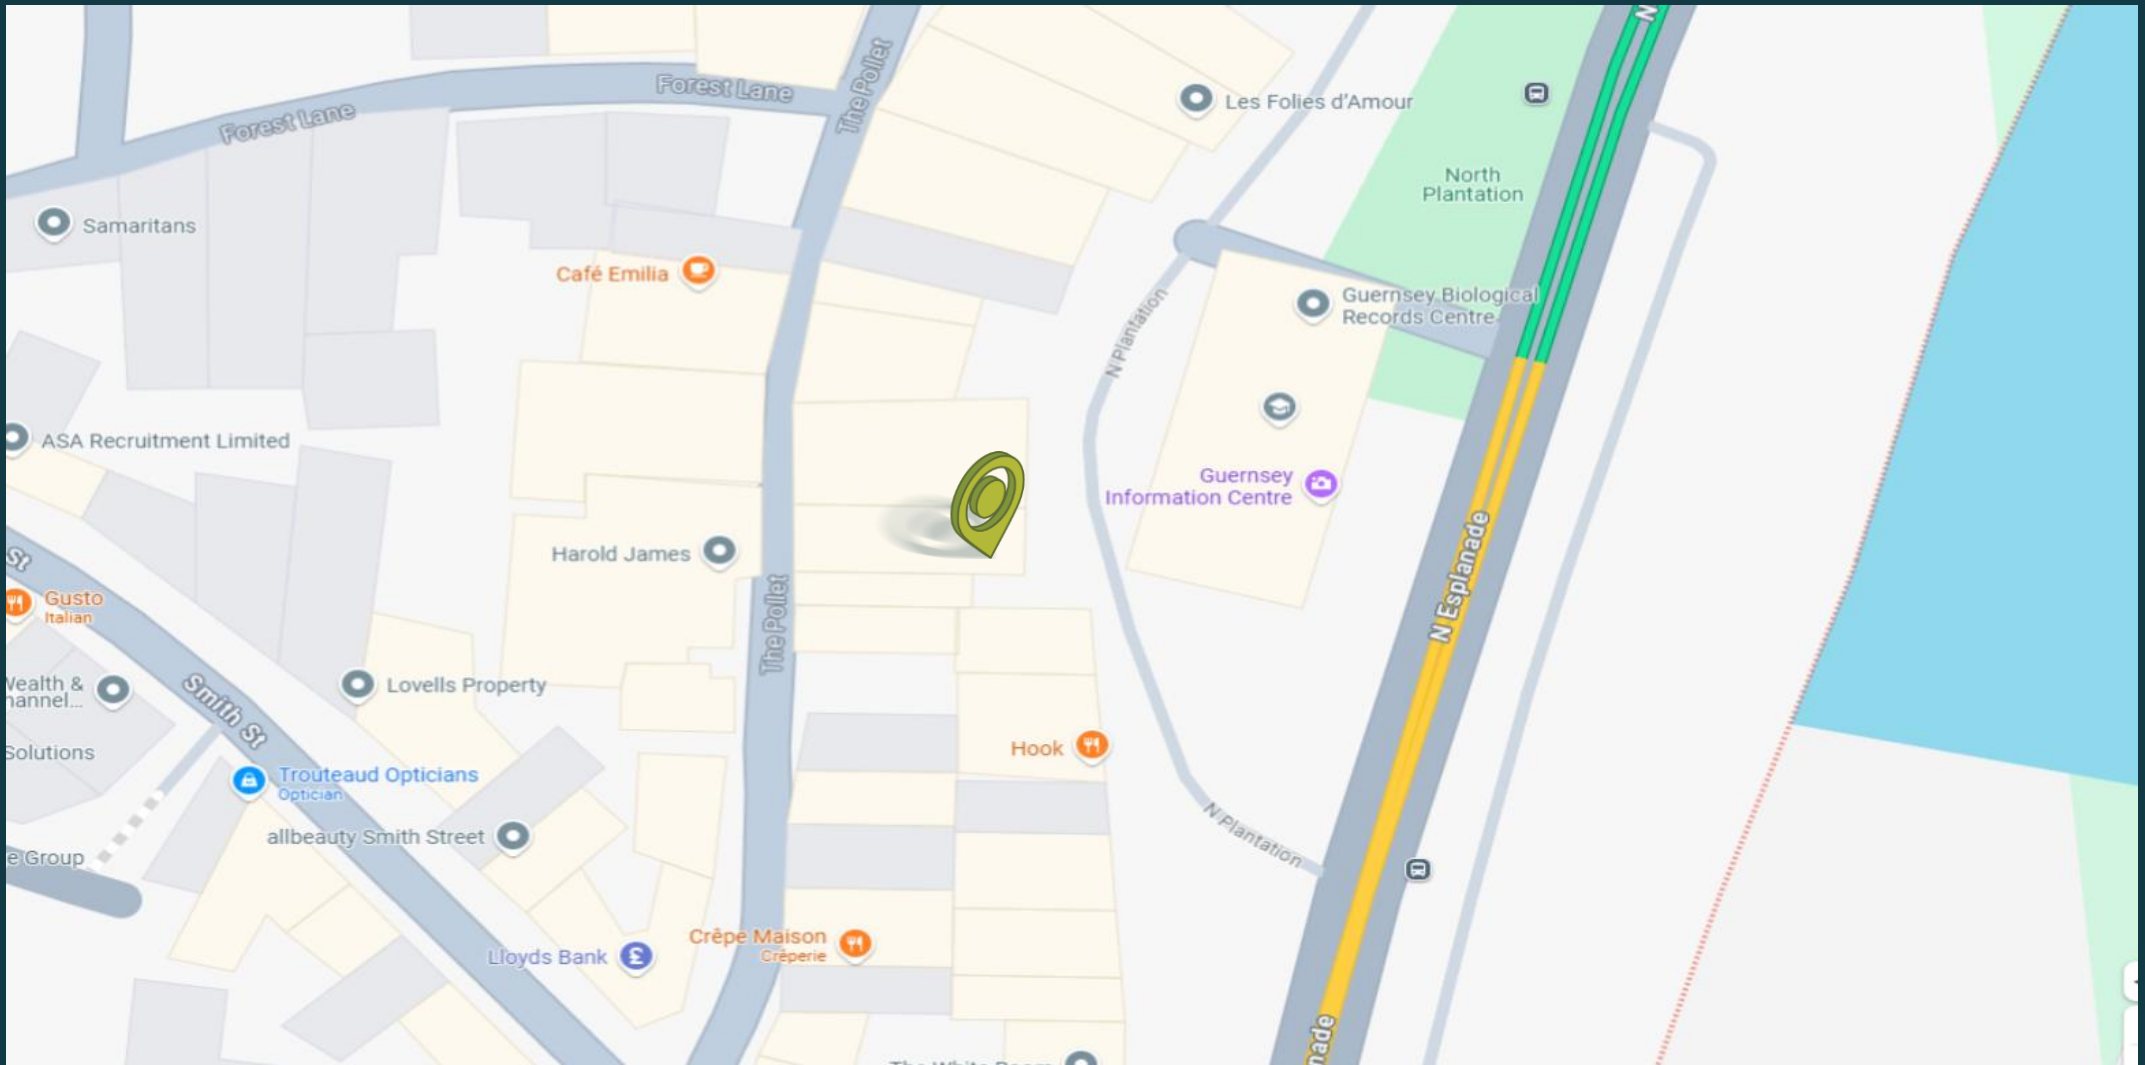 N
The Pollet
Forest Lane
Forest Lane
Les Folies d'Amour
North
Plantation
Samaritans
Café Emilia
Guernsey Biological
Records Centre
N Plantation
ASA Recruitment Limited
Guernsey
Information Centre
Harold James
N Esplanade
St
Gusto
Italian
The Pollet
Wealth &
Lovells Property
Smith St
Solutions
Hook
Trouteaud Opticians
Optician
N Plantation
allbeauty Smith Street
e Group
Crêpe Maison
Crêperie
Lloyds Bank
nade